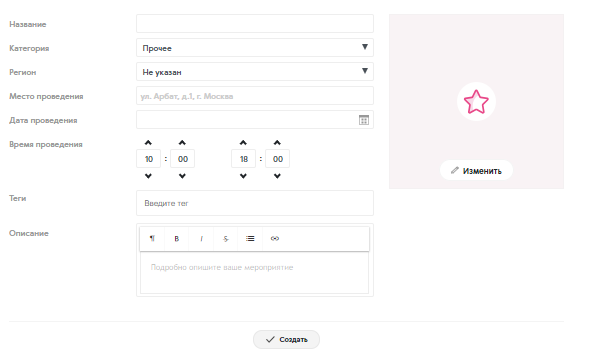 Название
Категория
Прочее
Регион
Не указан
Место проведения
ул. Арбат, д.1, г. Москва
Дата проведения
Время проведения
10 : 00 18 : 00
Теги
Введите тег
Описание
¶ B I S
Подробно опишите ваше мероприятие
Изменить
Создать